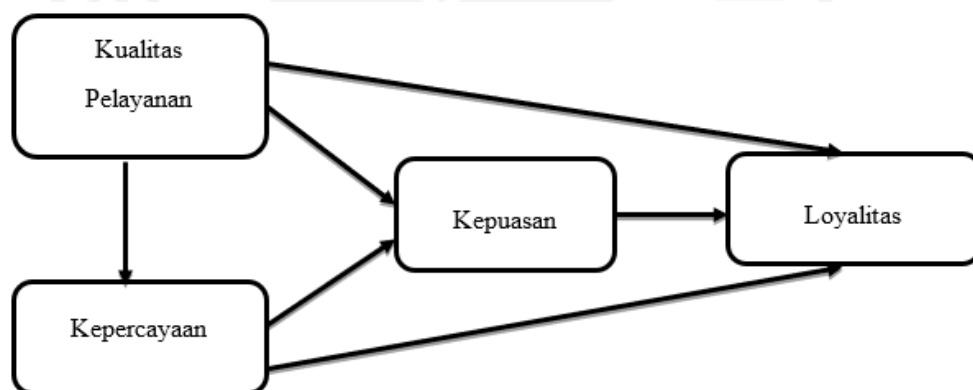 Kualitas
Pelayanan
Kepuasan
Loyalitas
Kepercayaan